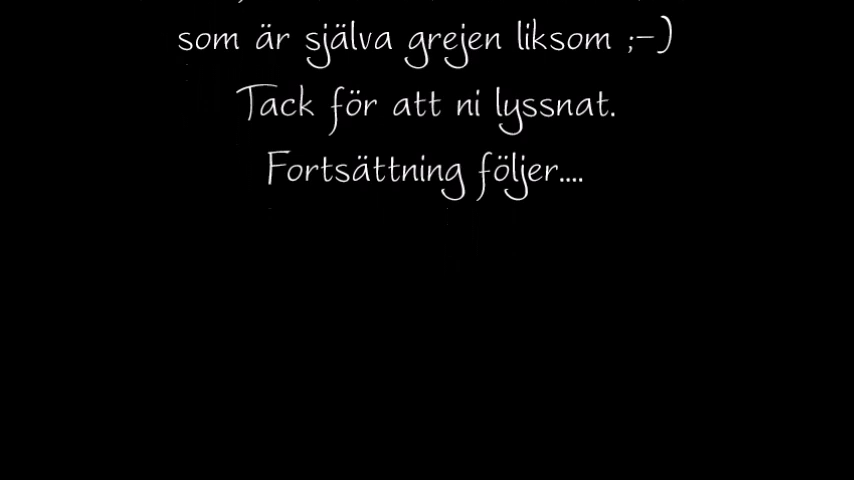 som är själva grejen liksom ;-)
Tack för att ni lyssnat.
Fortsättning följer....